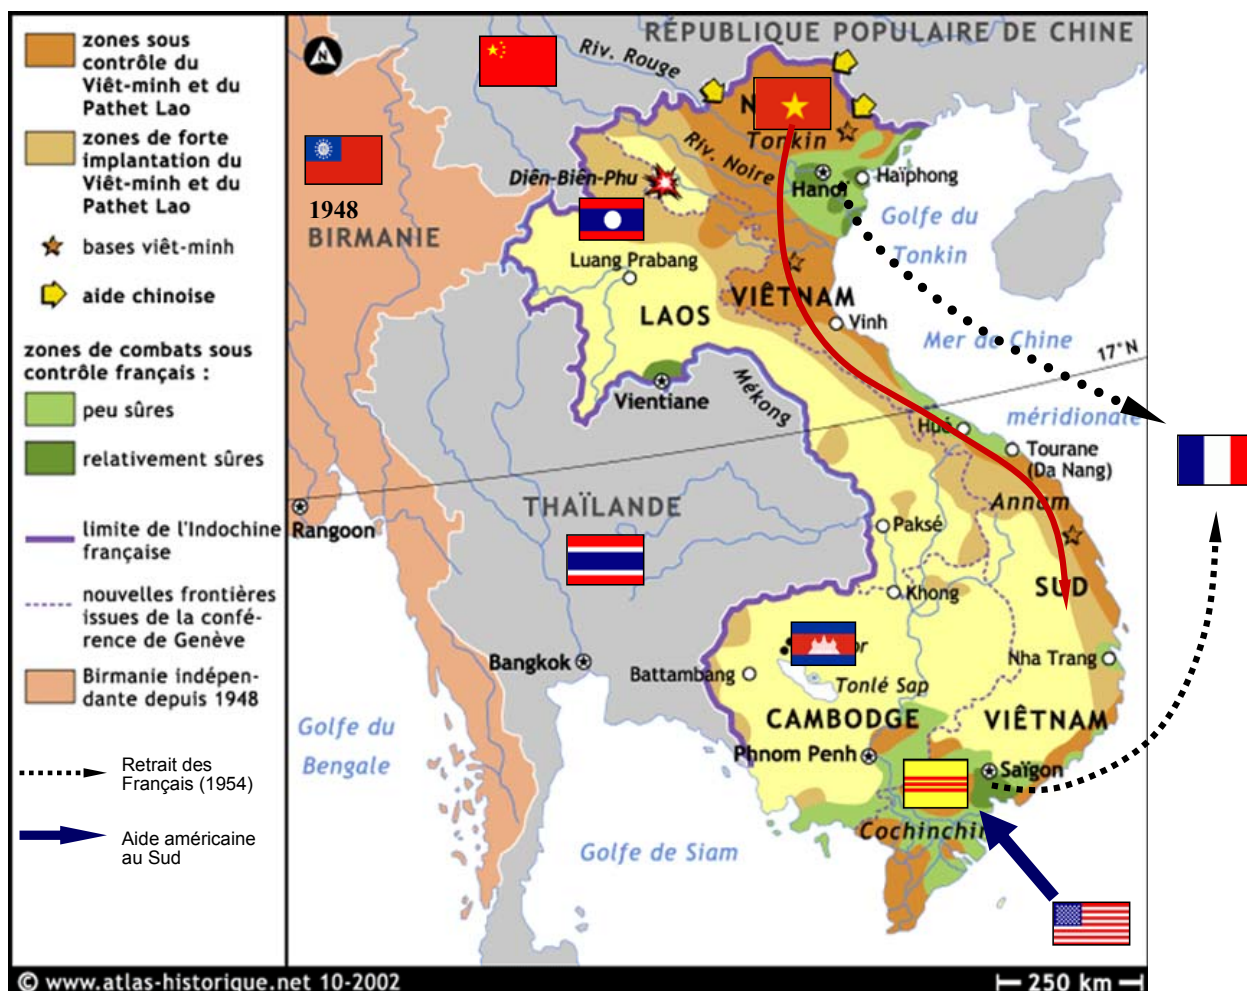 zones sous
contrôle du
Viêt-minh et du
Pathet Lao
zones de forte
implantation du
Viêt-minh et du
Pathet Lao
bases viêt-minh
aide chinoise
zones de combats sous
contrôle français :
peu sûres
relativement sûres
limite de l'Indochine
française
nouvelles frontières
issues de la confé-
rence de Genève
Birmanie indépen-
dante depuis 1948
Retrait des
Français (1954)
Aide américaine
au Sud
RÉPUBLIQUE POPULAIRE DE CHINE
N
Riv. Rouge
N
Tonkin
Riv. Noire
Diên-Biên-Phu
Hanoï
Haïphong
1948
BIRMANIE
Golfe du
Tonkin
Luang Prabang
LAOS
VIÊTNAM
Vinh
Mer de Chine
17°N
Vientiane
Mékong
méridionale
Hué
Tourane
(Da Nang)
THAÏLANDE
Annam
Rangoon
Paksé
SUD
Khong
Bangkok
Battambang
or
Nha Trang
Tonlé Sap
CAMBODGE
VIÊTNAM
Golfe du
Bengale
Phnom Penh
Saïgon
Cochinchin
Golfe de Siam
© www.atlas-historique.net 10-2002
250 km